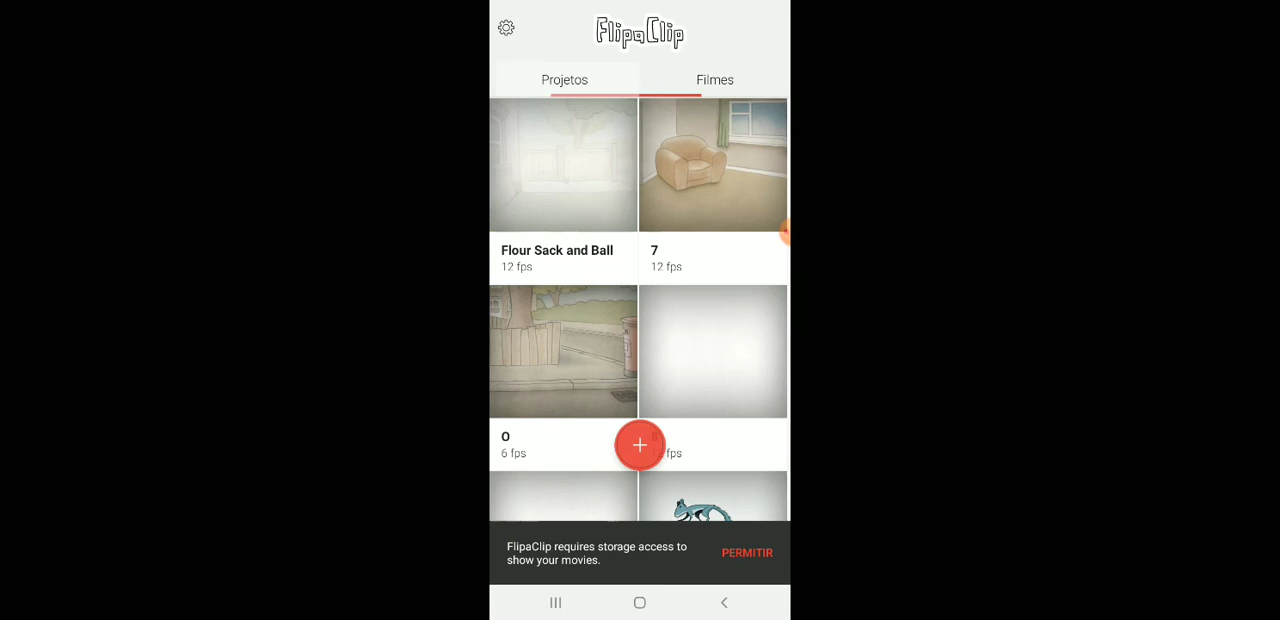 FlipaClip
Projetos
Filmes
Flour Sack and Ball
12 fps
7
12 fps
O
6 fps
fps
FlipaClip requires storage access to
show your movies.
PERMITIR